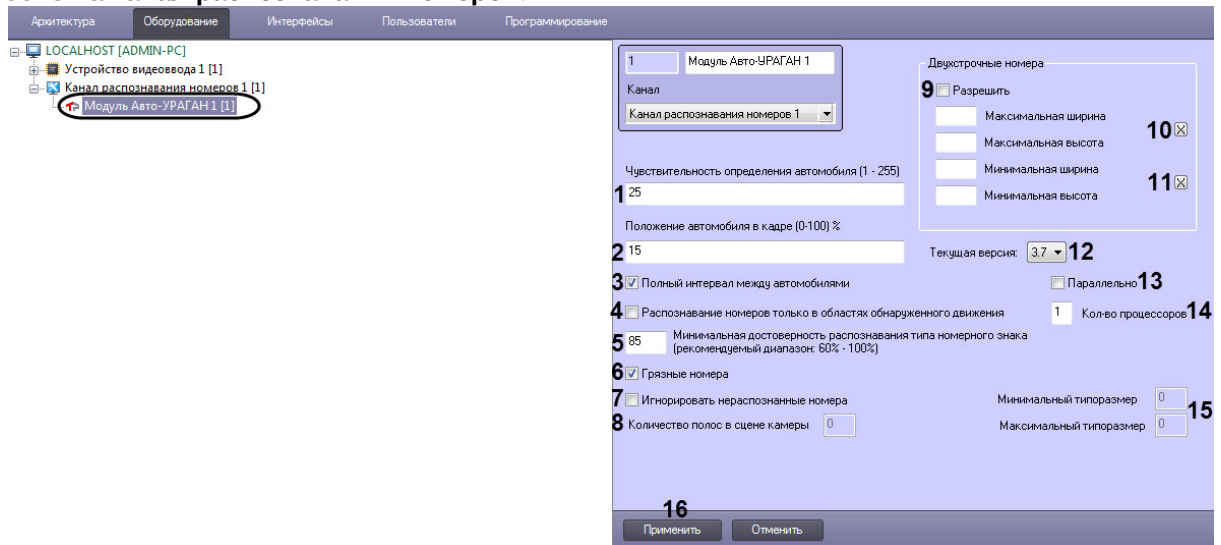 Архитектура Оборудование Интерфейсы Пользователи Программирование
LOCALHOST [ADMIN-PC]
Устройство видеоввода 1 [1]
Канал распознавания номеров 1 [1]
Модуль Авто-УРАГАН 1 [1]
1 Модуль Авто-УРАГАН 1
Канал
Канал распознавания номеров 1
Двухстрочные номера
9 Разрешить
Максимальная ширина
10
Максимальная высота
Минимальная ширина
11
Минимальная высота
Чувствительность определения автомобиля (1 - 255)
1 25
Положение автомобиля в кадре (0-100) %
2 15
Текущая версия: 3.7 12
3 Полный интервал между автомобилями
Параллельно 13
4 Распознавание номеров только в областях обнаруженного движения
1 Кол-во процессоров 14
5 85 Минимальная достоверность распознавания типа номерного знака
(рекомендуемый диапазон: 60% - 100%)
6 Грязные номера
7 Игнорировать нераспознанные номера
Минимальный типоразмер 0
15
8 Количество полос в сцене камеры 0
Максимальный типоразмер 0
16
Применить Отменить